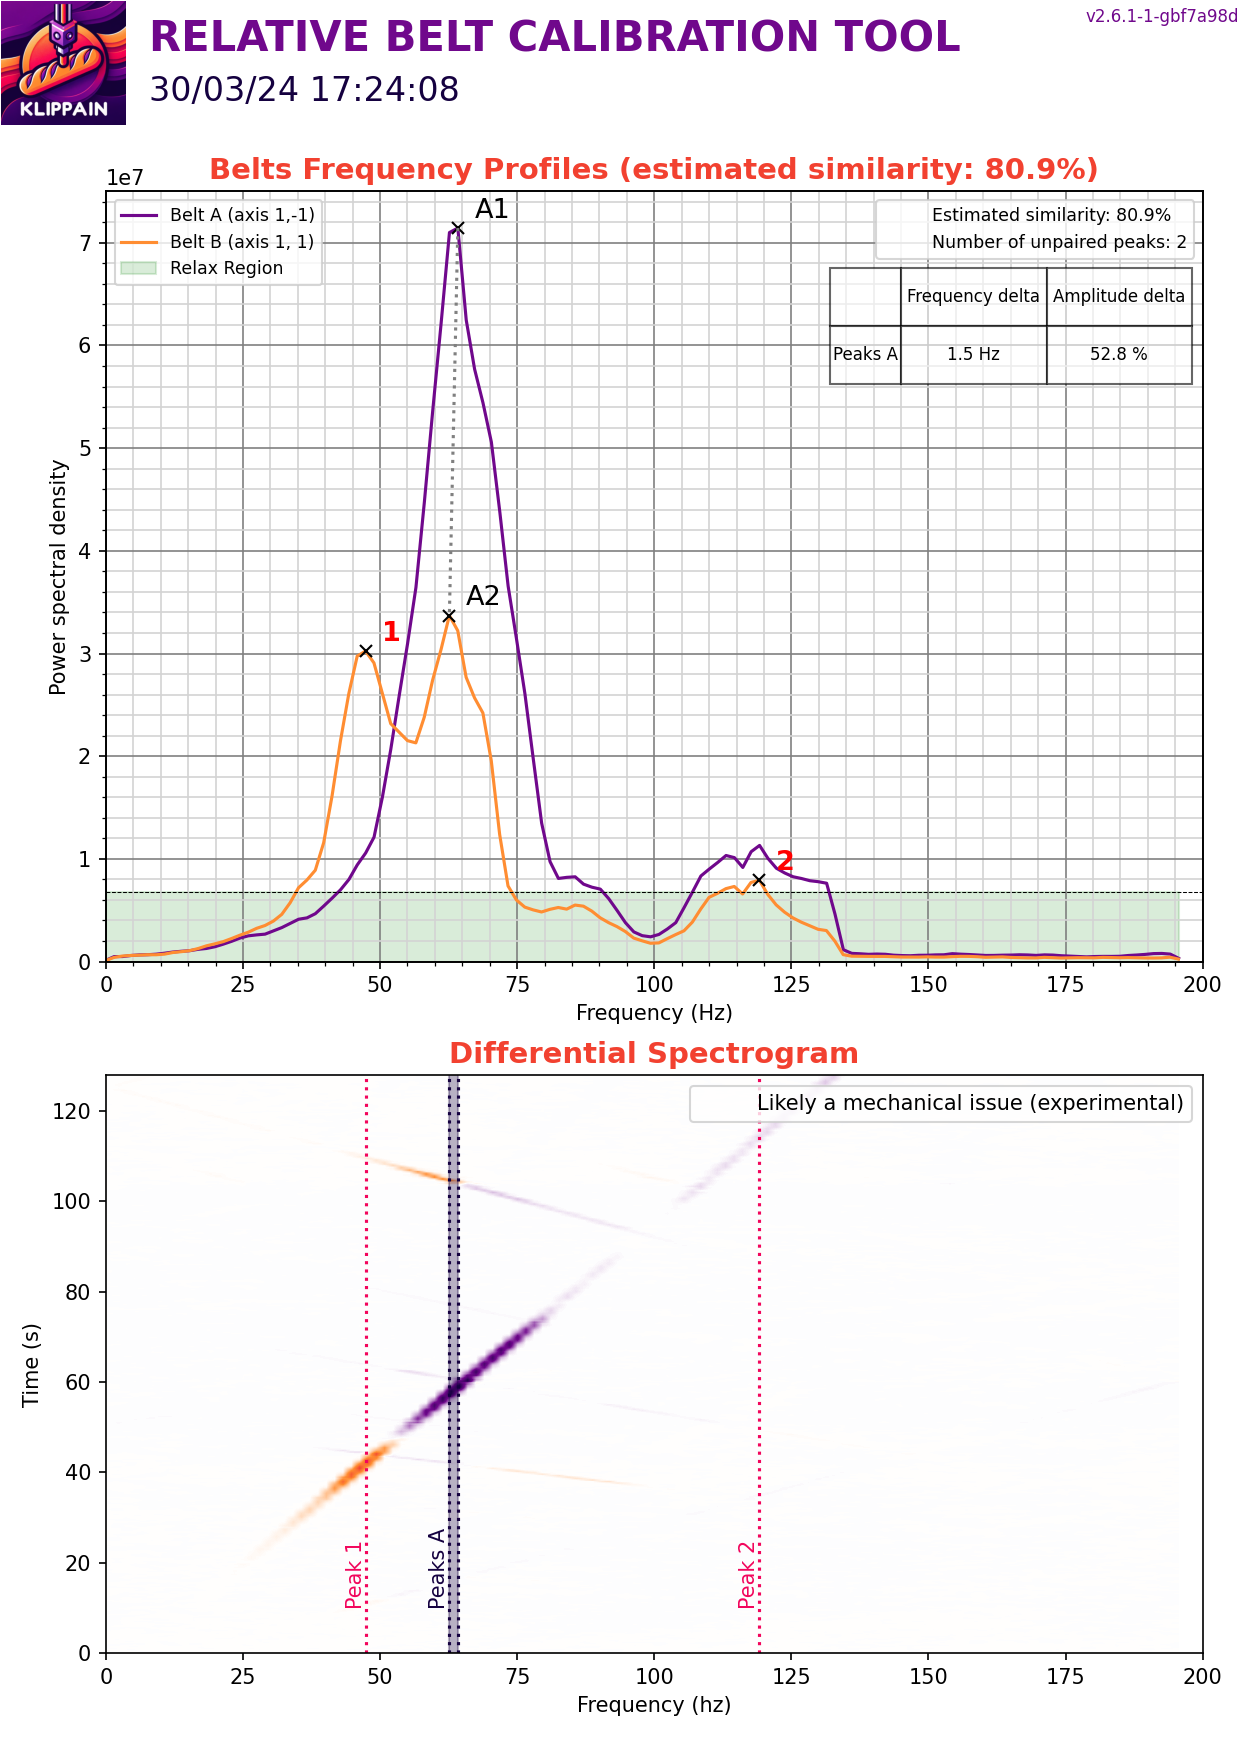 KLIPPAIN
RELATIVE BELT CALIBRATION TOOL
30/03/24 17:24:08
v2.6.1-1-gbf7a98d
Belts Frequency Profiles (estimated similarity: 80.9%)
1e7
Belt A (axis 1,-1)
Belt B (axis 1, 1)
Relax Region
Estimated similarity: 80.9%
Number of unpaired peaks: 2
Frequency delta Amplitude delta
Peaks A 1.5 Hz 52.8 %
A1
A2
1
2
Power spectral density
7
6
5
4
3
2
1
0
0 25 50 75 100 125 150 175 200
Frequency (Hz)
Differential Spectrogram
Likely a mechanical issue (experimental)
Time (s)
120
100
80
60
40
20
0
Peak 1
Peaks A
Peak 2
0 25 50 75 100 125 150 175 200
Frequency (hz)